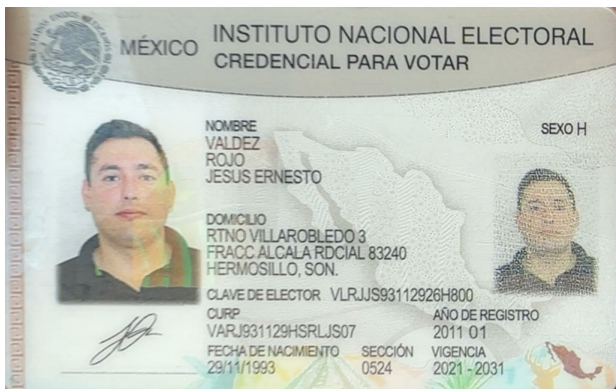 MÉXICO
INSTITUTO NACIONAL ELECTORAL
CREDENCIAL PARA VOTAR
NOMBRE
VALDEZ
ROJO
JESUS ERNESTO
SEXO H
DOMICILIO
RTNO VILLAROBLEDO 3
FRACC ALCALA RDCIAL 83240
HERMOSILLO, SON.
CLAVE DE ELECTOR VLRJJS93112926H800
CURP
VARJ931129HSRLJS07
AÑO DE REGISTRO
2011 01
FECHA DE NACIMIENTO
29/11/1993
SECCIÓN
0524
VIGENCIA
2021 - 2031